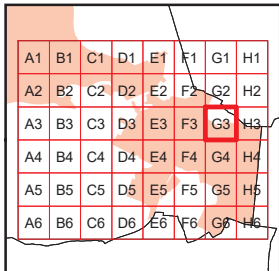 A1 B1 C1 D1 E1 F1 G1 H1
A2 B2 C2 D2 E2 F2 G2 H2
A3 B3 C3 D3 E3 F3 G3 H3
A4 B4 C4 D4 E4 F4 G4 H4
A5 B5 C5 D5 E5 F5 G5 H5
A6 B6 C6 D6 E6 F6 G6 H6